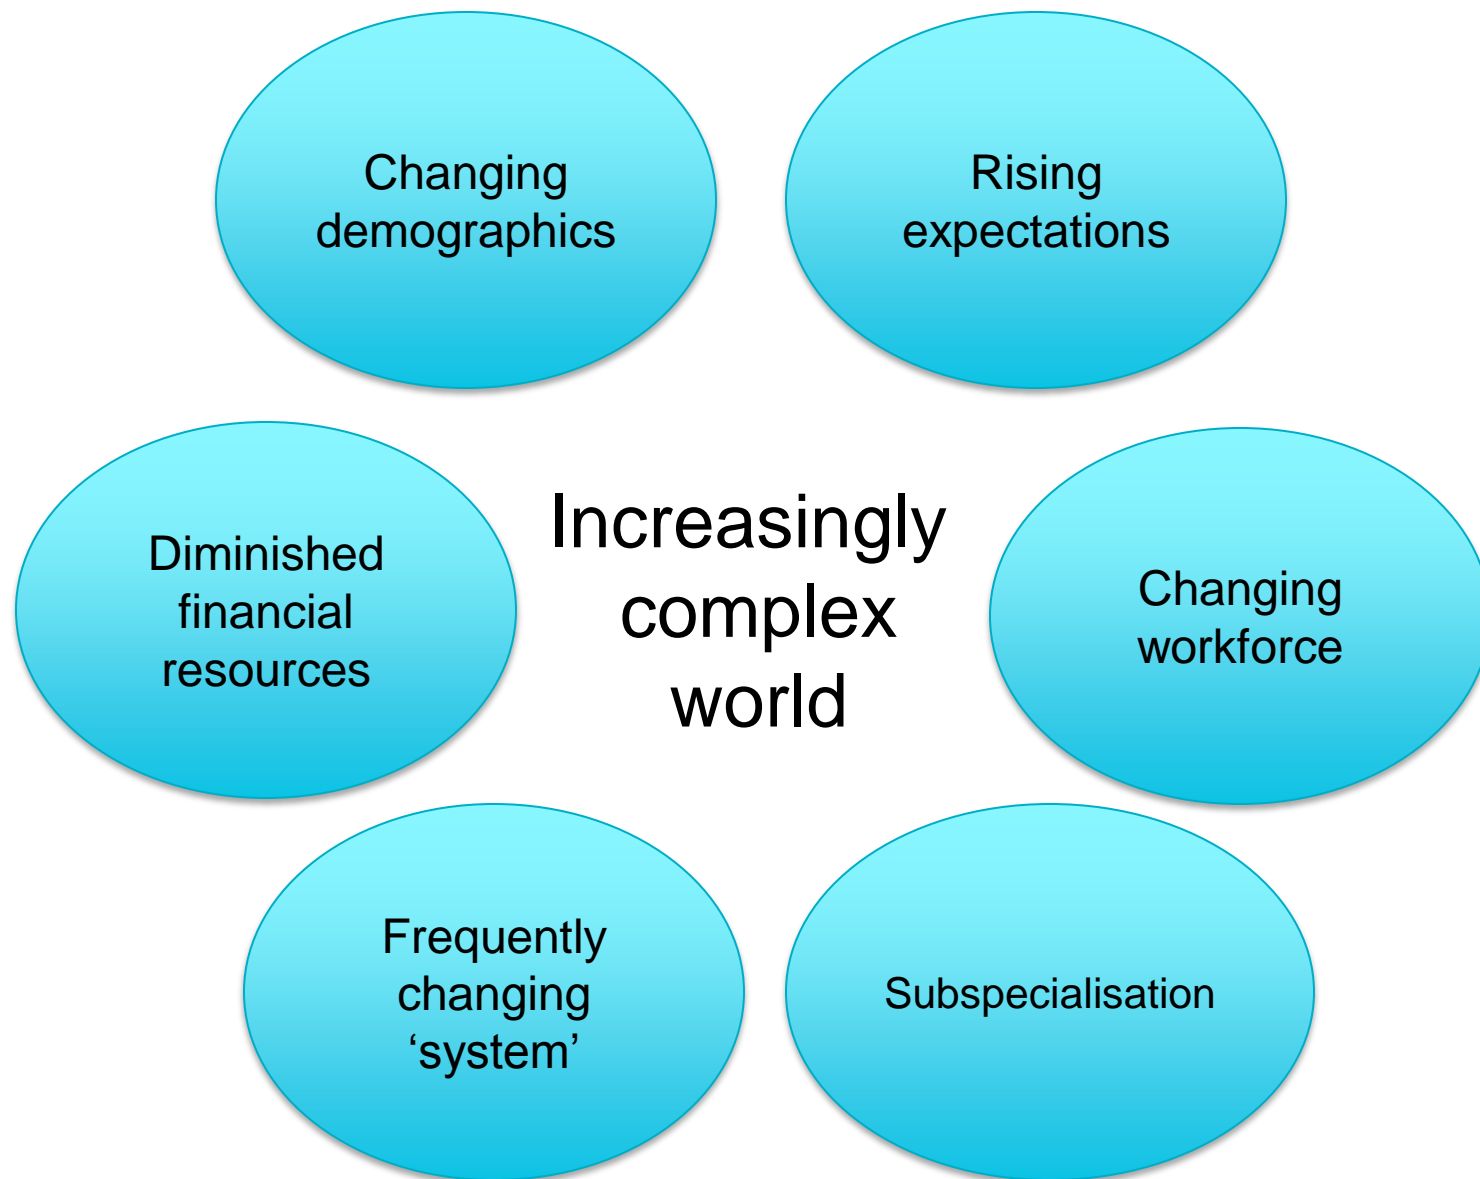 Changing
demographics
Rising
expectations
Diminished
financial
resources
Increasingly
complex
world
Changing
workforce
Frequently
changing
‘system’
Subspecialisation